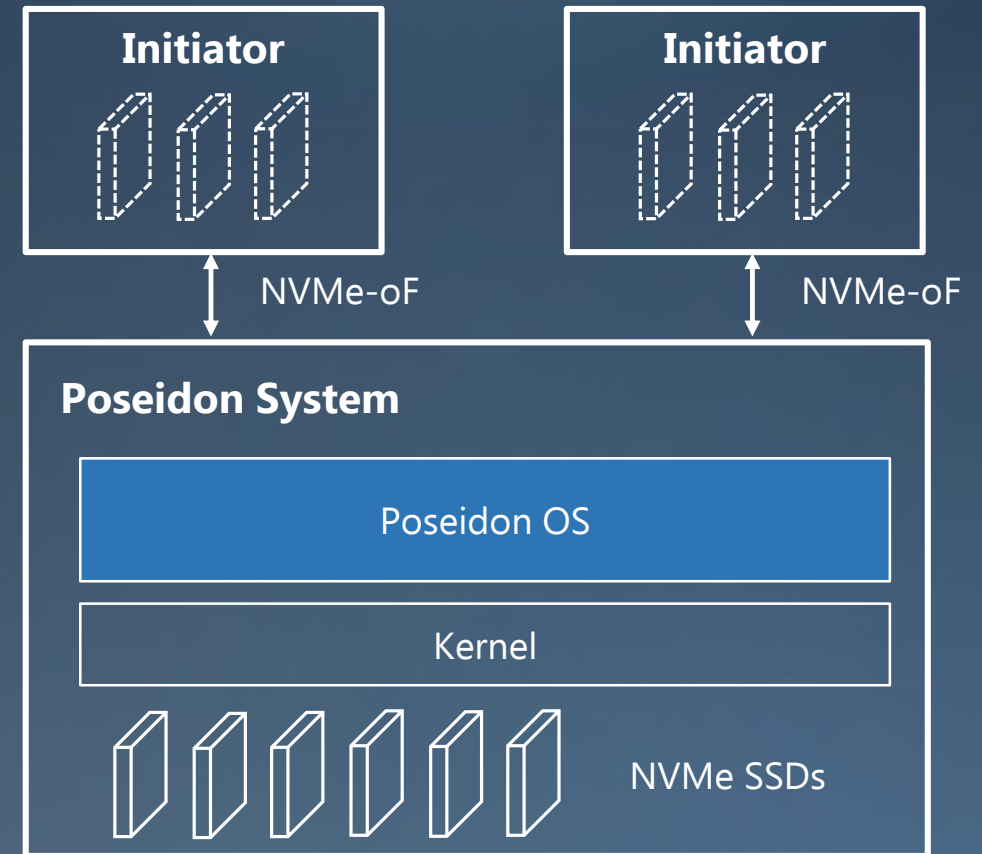 Initiator
Initiator
NVMe-oF
NVMe-oF
Poseidon System
Poseidon OS
Kernel
NVMe SSDs